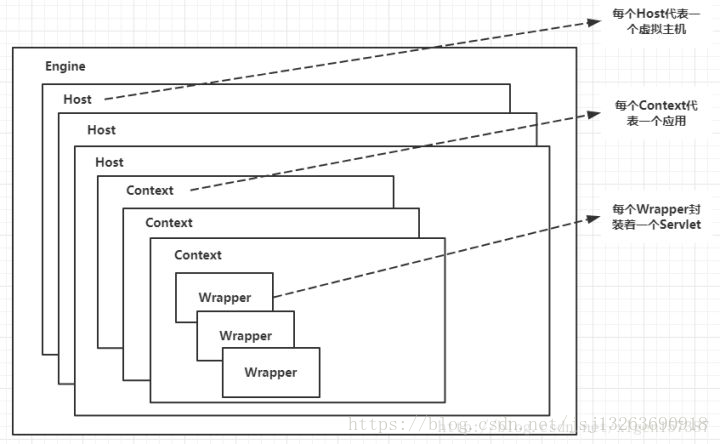 每个Host代表一
个虚拟主机
Engine
Host
Host
Host
每个Context代
表一个应用
Context
Context
Context
每个Wrapper封
装着一个Servlet
Wrapper
Wrapper
Wrapper
https://blog.csdn.net/jsj13263690918